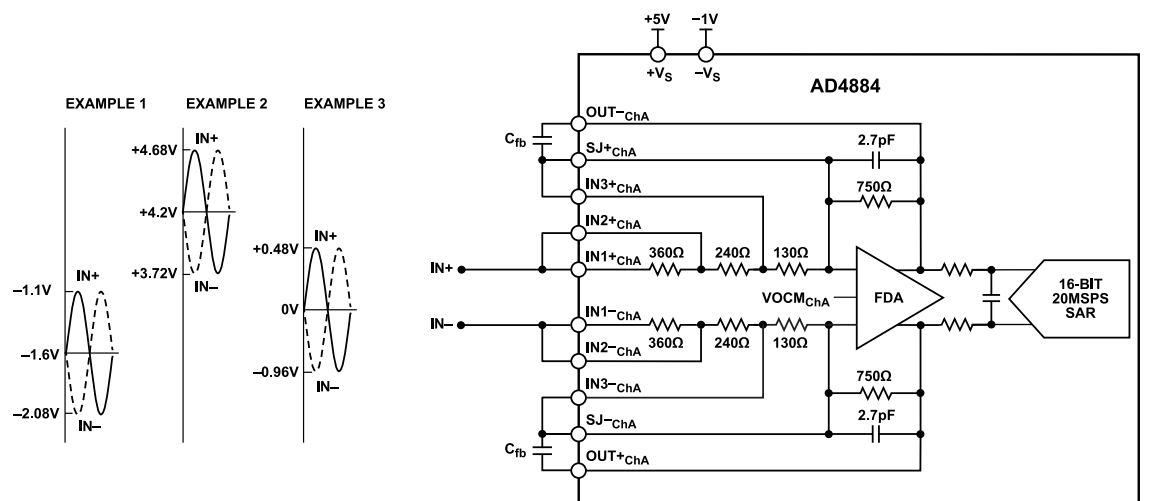 +5V
−1V
+VS
−VS
AD4884
EXAMPLE 1
EXAMPLE 2
EXAMPLE 3
IN+
+4.68V
+4.2V
+3.72V
IN−
IN+
+0.48V
0V
−0.96V
IN−
IN+
−1.1V
−1.6V
−2.08V
IN−
OUT−ChA
Cfb
SJ+ChA
2.7pF
750Ω
IN3+ChA
IN2+ChA
IN+
IN1+ChA
360Ω
240Ω
130Ω
VOCMChA
FDA
16-BIT
20MSPS
SAR
IN−
IN1−ChA
360Ω
240Ω
130Ω
IN2−ChA
IN3−ChA
750Ω
SJ−ChA
2.7pF
Cfb
OUT+ChA